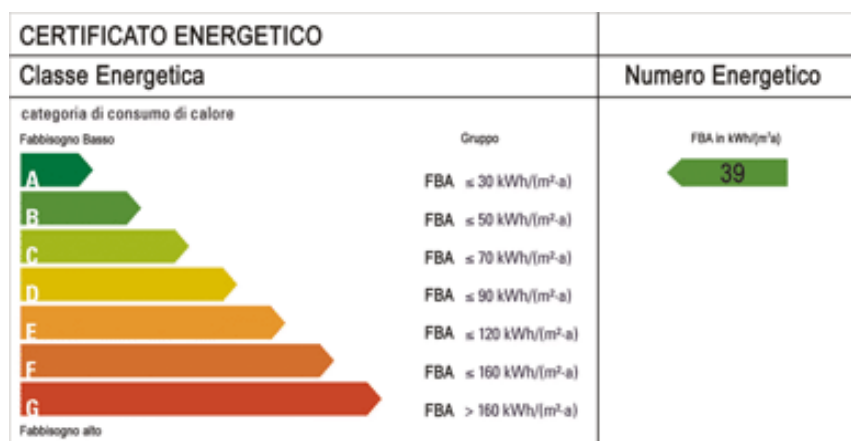 CERTIFICATO ENERGETICO
Classe Energetica
Numero Energetico
categoria di consumo di calore
Fabbisogno Basso
Gruppo
FBA in kWh/(m²a)
A
FBA ≤ 30 kWh/(m²·a)
39
B
FBA ≤ 50 kWh/(m²·a)
C
FBA ≤ 70 kWh/(m²·a)
D
FBA ≤ 90 kWh/(m²·a)
E
FBA ≤ 120 kWh/(m²·a)
F
FBA ≤ 160 kWh/(m²·a)
G
FBA > 160 kWh/(m²·a)
Fabbisogno alto